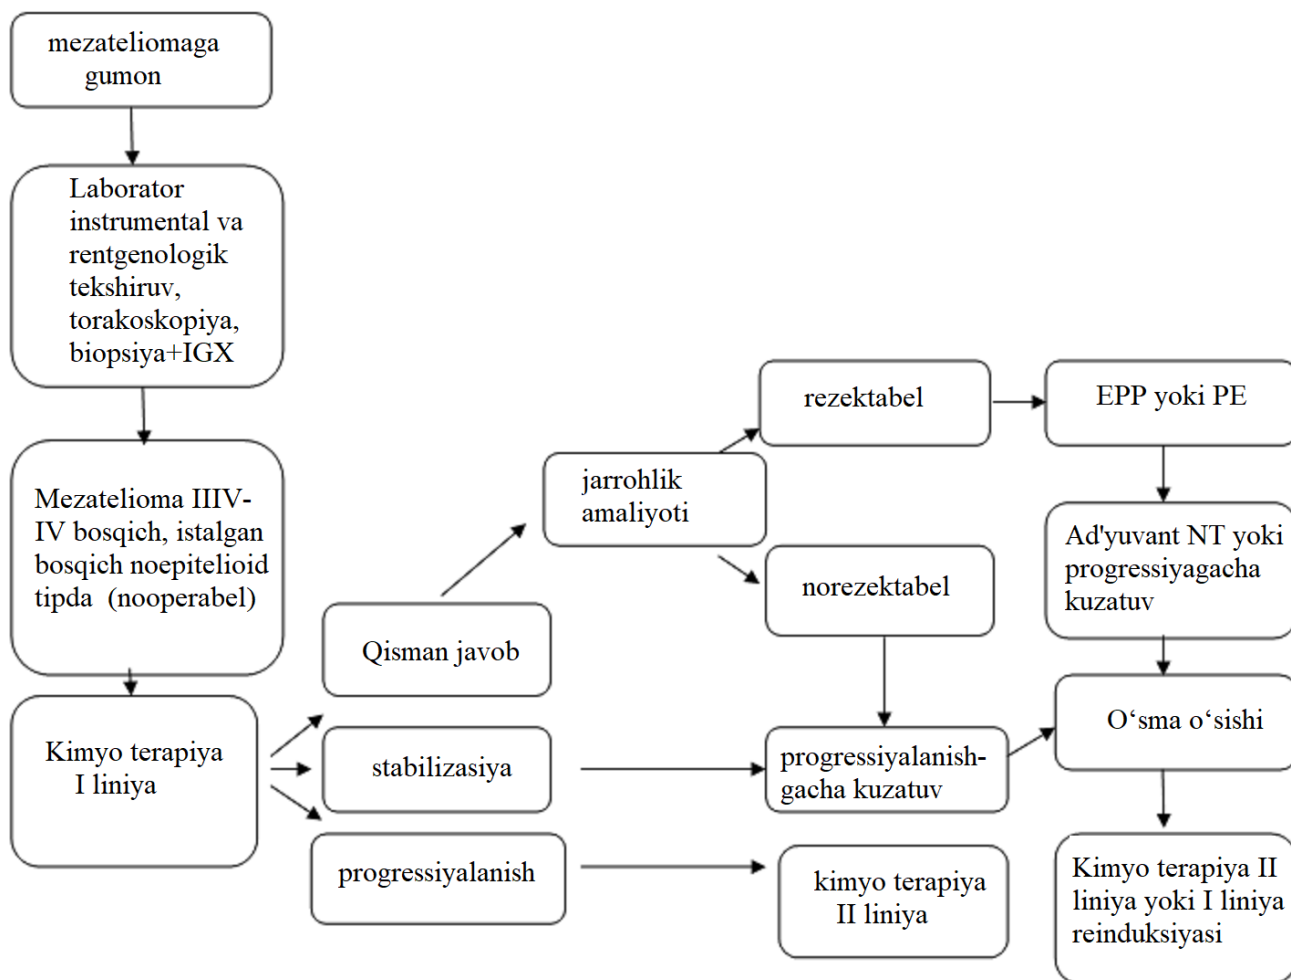 mezateliomaga
gumon
Laborator
instrumental va
rentgenologik
tekshiruv,
torakoskopiya,
biopsiya+IGX
Mezatelioma IIIV-
IV bosqich, istalgan
bosqich noepitelioid
tipda (nooperabel)
Kimyo terapiya
I liniya
Qisman javob
stabilizasiya
progressiyalanish
jarrohlik
amaliyoti
rezektabel
norezektabel
progressiyalanish-
gacha kuzatuv
kimyo terapiya
II liniya
EPP yoki PE
Ad'yuvant NT yoki
progressiyagacha
kuzatuv
O‘sma o‘sishi
Kimyo terapiya II
liniya yoki I liniya
reinduksiyasi